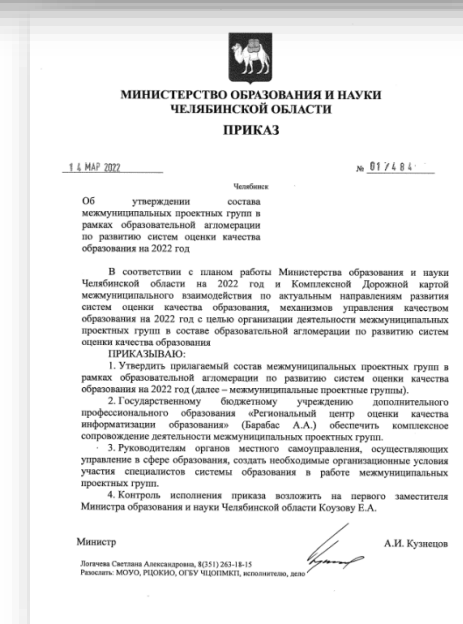 МИНИСТЕРСТВО ОБРАЗОВАНИЯ И НАУКИ
ЧЕЛЯБИНСКОЙ ОБЛАСТИ
ПРИКАЗ
14 МАР 2022 № 01/484
Челябинск
Об утверждении состава
межмуниципальных проектных групп в
рамках образовательной агломерации
по развитию систем оценки качества
образования на 2022 год
В соответствии с планом работы Министерства образования и науки
Челябинской области на 2022 год и Комплексной Дорожной картой
межмуниципального взаимодействия по актуальным направлениям развития
систем оценки качества образования, механизмов управления качеством
образования на 2022 год с целью организации деятельности межмуниципальных
проектных групп в составе образовательной агломерации по развитию систем
оценки качества образования
ПРИКАЗЫВАЮ:
1. Утвердить прилагаемый состав межмуниципальных проектных групп в
рамках образовательной агломерации по развитию систем оценки качества
образования на 2022 год (далее – межмуниципальные проектные группы).
2. Государственному бюджетному учреждению дополнительного
профессионального образования «Региональный центр оценки качества
информатизации образования» (Барабас А.А.) обеспечить комплексное
сопровождение деятельности межмуниципальных проектных групп.
3. Руководителям органов местного самоуправления, осуществляющих
управление в сфере образования, создать необходимые организационные условия
участия специалистов системы образования в работе межмуниципальных
проектных групп.
4. Контроль исполнения приказа возложить на первого заместителя
Министра образования и науки Челябинской области Коузову Е.А.
Министр А.И. Кузнецов
Логачева Светлана Александровна, 8(351) 263-18-15
Разослать: МОУО, РЦОКИО, ОГБУ ЧЦОПМКП, исполнителю, дело